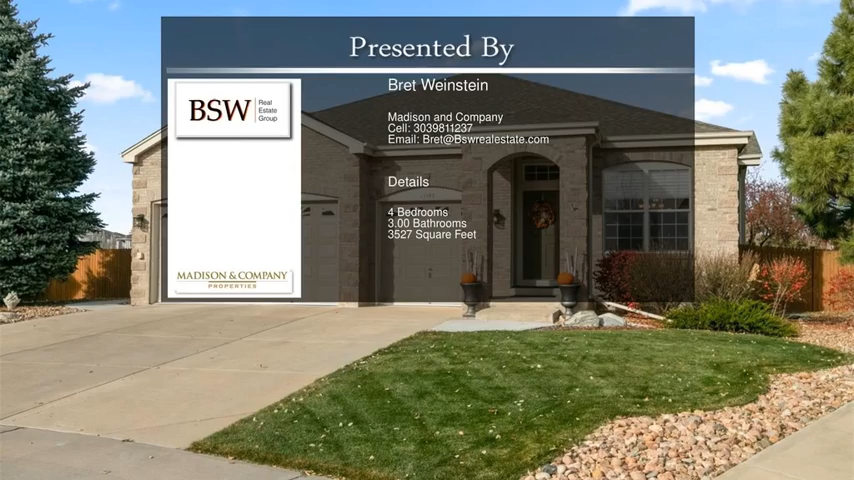 Presented By
BSW
Real
Estate
Group
MADISON & COMPANY
PROPERTIES
Bret Weinstein
Madison and Company
Cell: 3039811237
Email: Bret@Bswrealestate.com
Details
4 Bedrooms
3.00 Bathrooms
3527 Square Feet